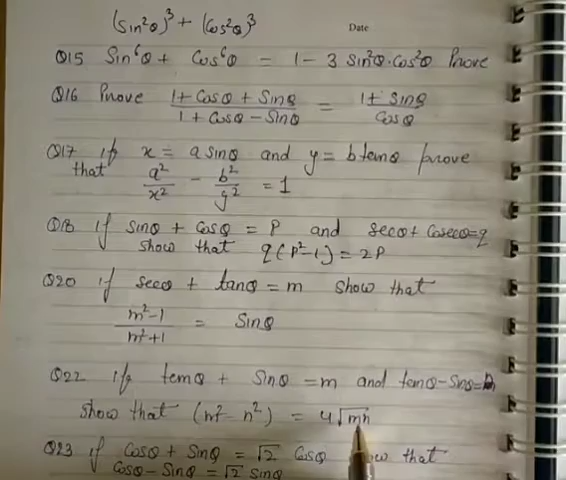 (Sin²θ)³ + (Cos²θ)³
Date
Q15 Sin⁶θ + Cos⁶θ = 1 - 3 Sin²θ.Cos²θ Prove
Q16 Prove (1 + Cosθ + Sinθ)/(1 + Cosθ - Sinθ) = (1 + Sinθ)/Cosθ
Q17 if x = a sinθ and y = b tanθ prove
that a²/x² - b²/y² = 1
Q18 if sinθ + cosθ = P and secθ + cosecθ = q
show that q(P²-1) = 2P
Q20 if secθ + tanθ = m show that
(m²-1)/(m²+1) = Sinθ
Q22 if tanθ + Sinθ = m and tanθ - Sinθ = n
show that (m² - n²) = 4√mn
Q23 if Cosθ + Sinθ = √2 Cosθ show that
Cosθ - Sinθ = √2 Sinθ